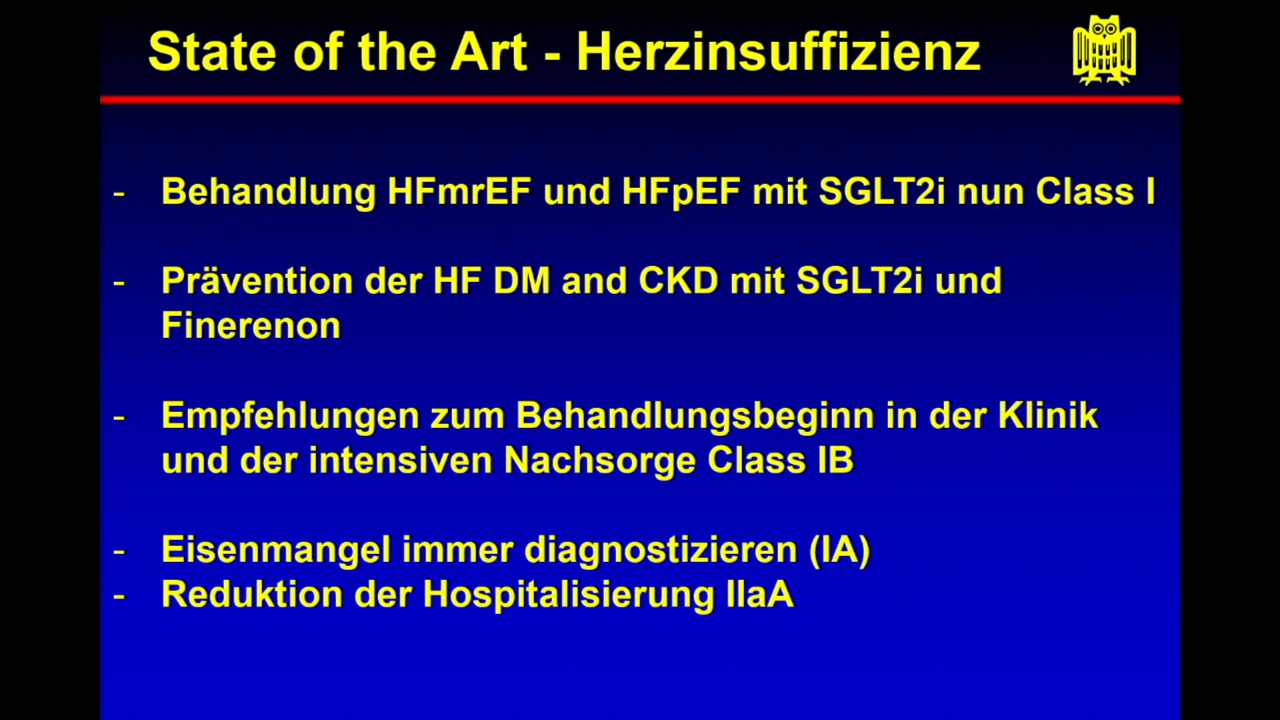 State of the Art - Herzinsuffizienz
- Behandlung HFmrEF und HFpEF mit SGLT2i nun Class I
- Prävention der HF DM and CKD mit SGLT2i und
Finerenon
- Empfehlungen zum Behandlungsbeginn in der Klinik
und der intensiven Nachsorge Class IB
- Eisenmangel immer diagnostizieren (IA)
- Reduktion der Hospitalisierung IIaA